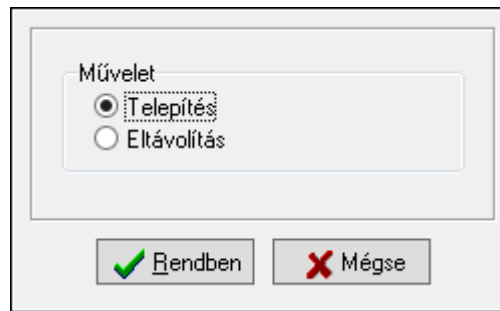 Művelet
Telepítés
Eltávolítás
Rendben
Mégse